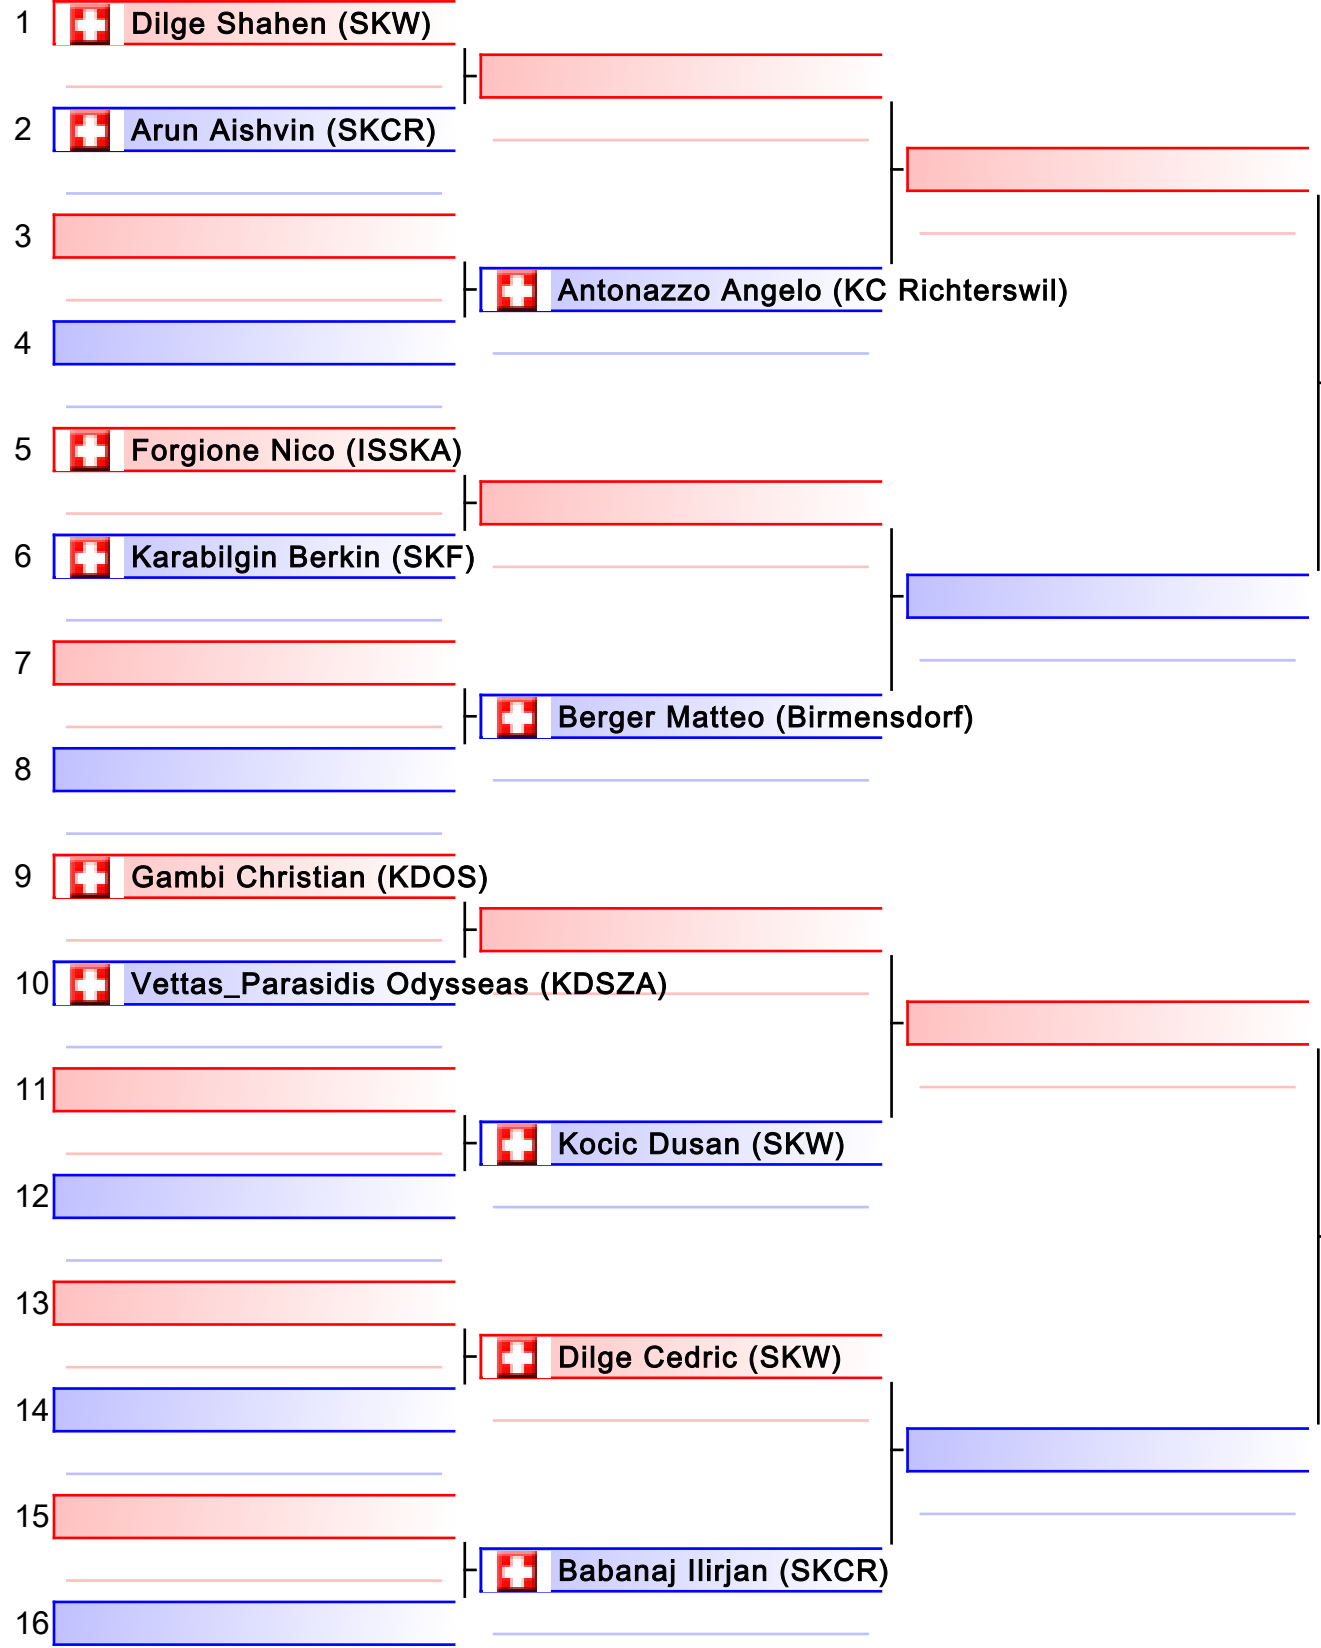 1 Dilge Shahen (SKW)
2 Arun Aishvin (SKCR)
3
Antonazzo Angelo (KC Richterswil)
4
5 Forgione Nico (ISSKA)
6 Karabilgin Berkin (SKF)
7
Berger Matteo (Birmensdorf)
8
9 Gambi Christian (KDOS)
10 Vettas_Parasidis Odysseas (KDSZA)
11
Kocic Dusan (SKW)
12
13
Dilge Cedric (SKW)
14
15
Babanaj Ilirjan (SKCR)
16